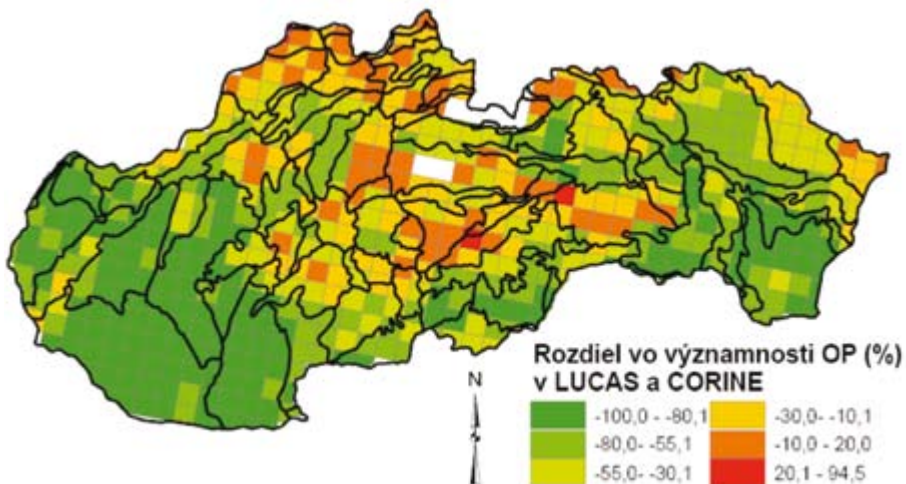 Rozdiel vo významnosti OP (%)
v LUCAS a CORINE
N
-100,0 - -80,1
-30,0- -10,1
-80,0- -55,1
-10,0 - 20,0
-55,0- -30,1
20,1 - 94,5